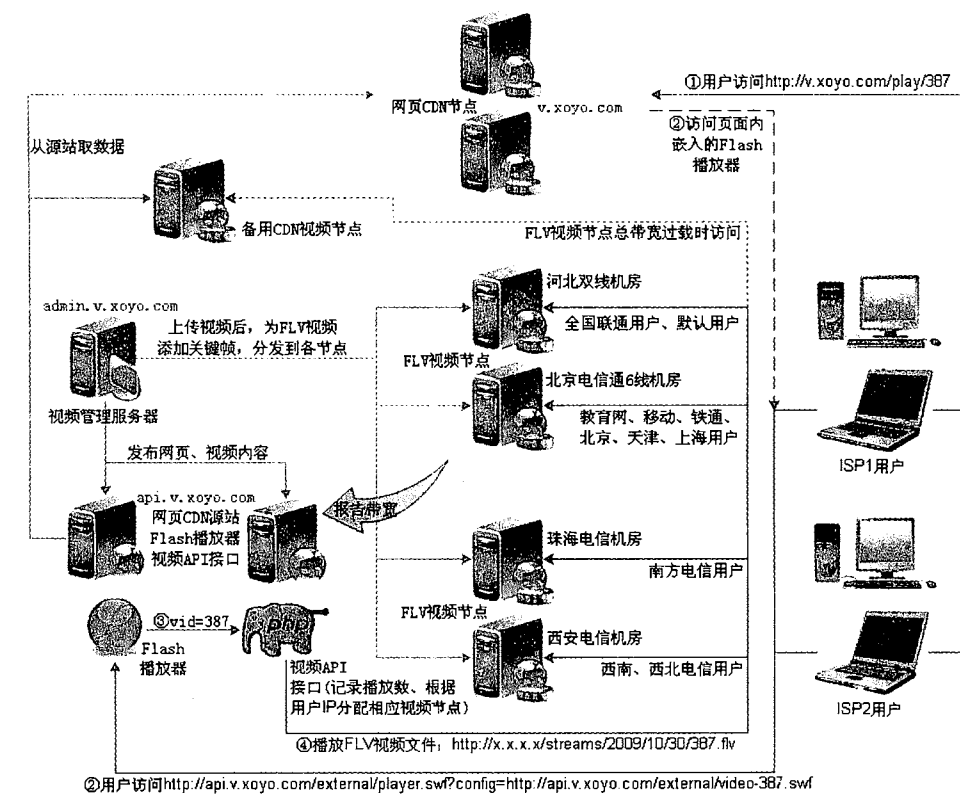 ①用户访问http://v.xoyo.com/play/387
网页CDN节点
v.xoyo.com
②访问页面内
嵌入的Flash
播放器
从源站取数据
备用CDN视频节点
FLV视频节点总带宽过载时访问
admin.v.xoyo.com
上传视频后，为FLV视频
添加关键帧，分发到各节点
视频管理服务器
河北双线机房
全国联通用户、默认用户
FLV视频节点
北京电信通6线机房
教育网、移动、铁通、
北京、天津、上海用户
ISP1用户
发布网页、视频内容
api.v.xoyo.com
网页CDN源站
Flash播放器
视频API接口
报告带宽
珠海电信机房
南方电信用户
FLV视频节点
西安电信机房
西南、西北电信用户
ISP2用户
③vid=387
php
Flash
播放器
视频API
接口(记录播放数、根据
用户IP分配相应视频节点)
④播放FLV视频文件：http://x.x.x.x/streams/2009/10/30/387.flv
②用户访问http://api.v.xoyo.com/external/player.swf?config=http://api.v.xoyo.com/external/video-387.swf